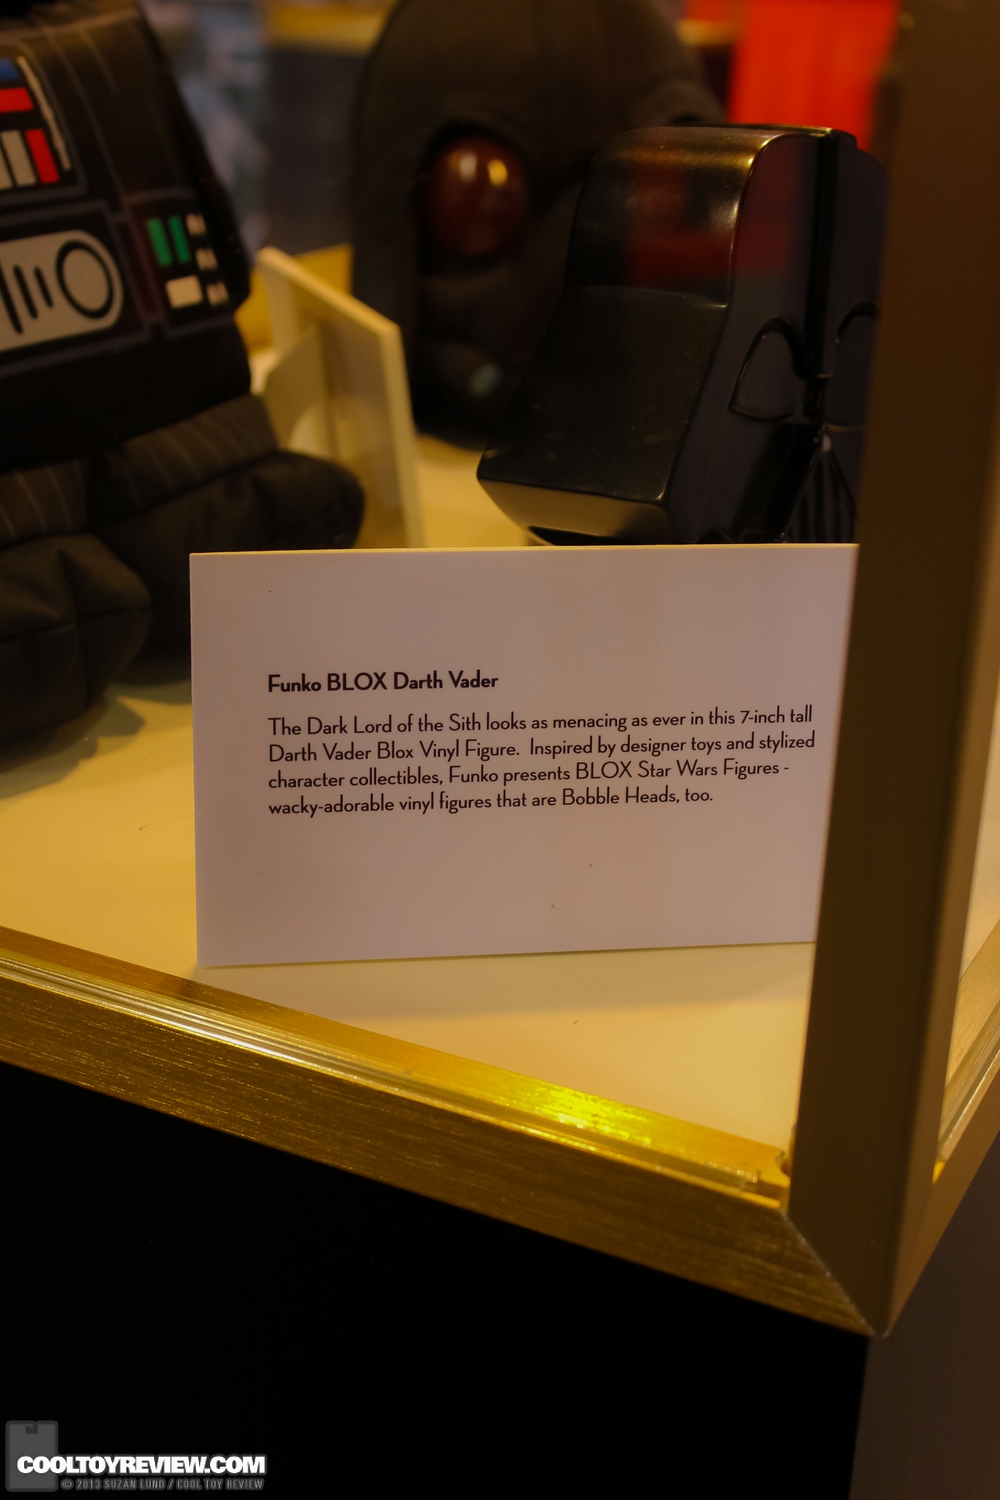 Funko BLOX Darth Vader
The Dark Lord of the Sith looks as menacing as ever in this 7-inch tall
Darth Vader Blox Vinyl Figure. Inspired by designer toys and stylized
character collectibles, Funko presents BLOX Star Wars Figures -
wacky-adorable vinyl figures that are Bobble Heads, too.
COOLTOYREVIEW.COM
© 2013 SUZAN LUND / COOL TOY REVIEW